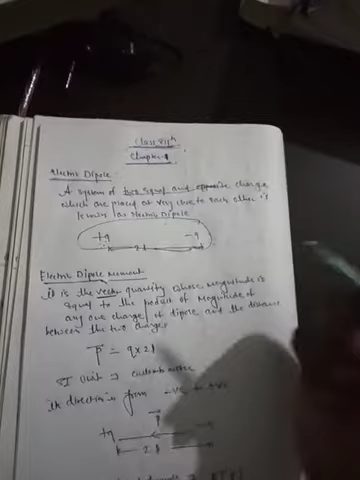 Class XIIth
Chapter-1
Electric Dipole
A system of two equal and opposite charge
which are placed at very close to each other is
known as Electric Dipole
+q -q
2l
Electric Dipole moment
It is the vector quantity whose magnitude is
equal to the product of magnitude of
any one charge of dipole and the distance
between the two charges
P = q x 2l
SI Unit => coulomb metre
its direction is from -ve to +ve
P
+q
2l